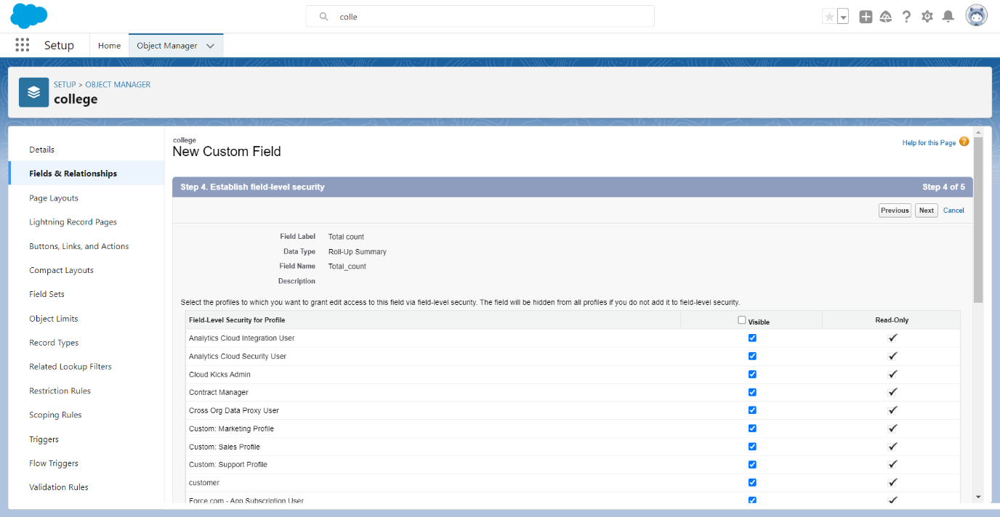 colle
Setup
Home
Object Manager
SETUP > OBJECT MANAGER
college
Details
Fields & Relationships
Page Layouts
Lightning Record Pages
Buttons, Links, and Actions
Compact Layouts
Field Sets
Object Limits
Record Types
Related Lookup Filters
Restriction Rules
Scoping Rules
Triggers
Flow Triggers
Validation Rules
college
New Custom Field
Help for this Page
Step 4. Establish field-level security Step 4 of 5
Previous Next Cancel
Field Label Total count
Data Type Roll-Up Summary
Field Name Total_count
Description
Select the profiles to which you want to grant edit access to this field via field-level security. The field will be hidden from all profiles if you do not add it to field-level security.
Field-Level Security for Profile Visible Read-Only
Analytics Cloud Integration User
Analytics Cloud Security User
Cloud Kicks Admin
Contract Manager
Cross Org Data Proxy User
Custom: Marketing Profile
Custom: Sales Profile
Custom: Support Profile
customer
Force.com - App Subscription User